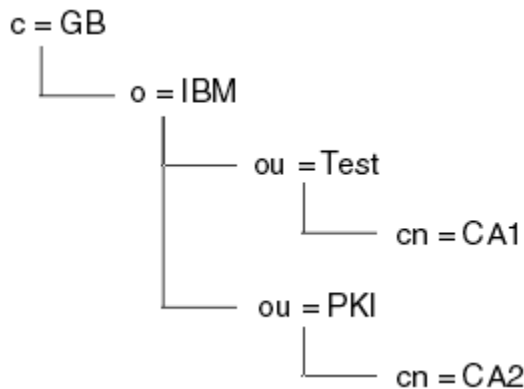 c = GB
o = IBM
ou = Test
cn = CA1
ou = PKI
cn = CA2